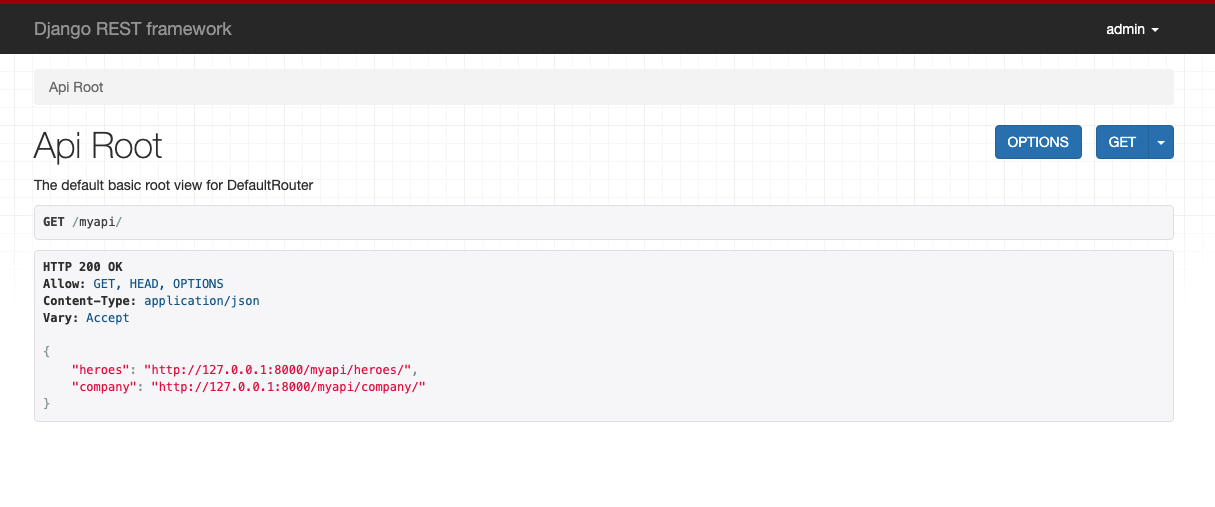 Django REST framework
admin
Api Root
Api Root
OPTIONS
GET
The default basic root view for DefaultRouter
GET /myapi/
HTTP 200 OK
Allow: GET, HEAD, OPTIONS
Content-Type: application/json
Vary: Accept
{
    "heroes": "http://127.0.0.1:8000/myapi/heroes/",
    "company": "http://127.0.0.1:8000/myapi/company/"
}